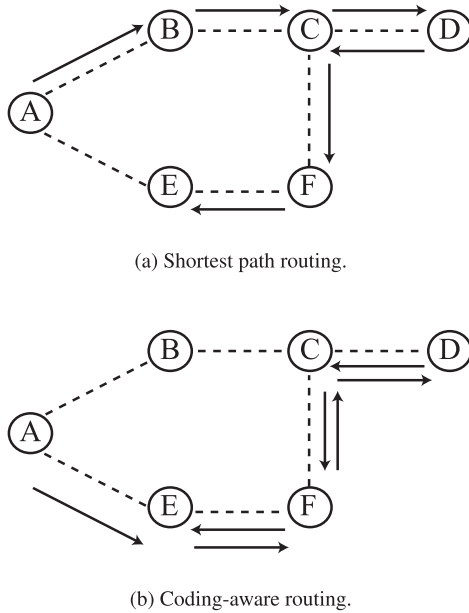 B C D
A
E F
(a) Shortest path routing.
B C D
A
E F
(b) Coding-aware routing.